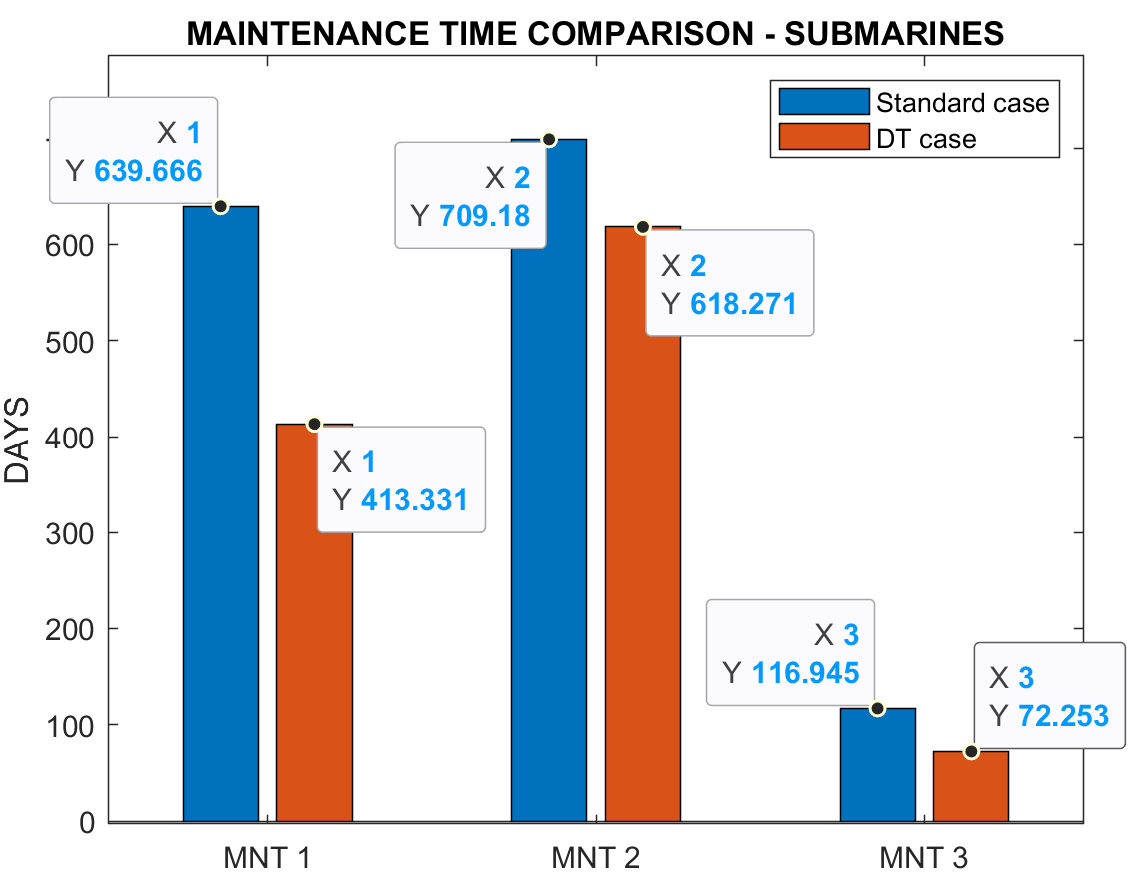 MAINTENANCE TIME COMPARISON - SUBMARINES
Standard case
DT case
X 1
Y 639.666
X 2
Y 709.18
X 2
Y 618.271
X 1
Y 413.331
X 3
Y 116.945
X 3
Y 72.253
DAYS
600
500
400
300
200
100
0
MNT 1
MNT 2
MNT 3